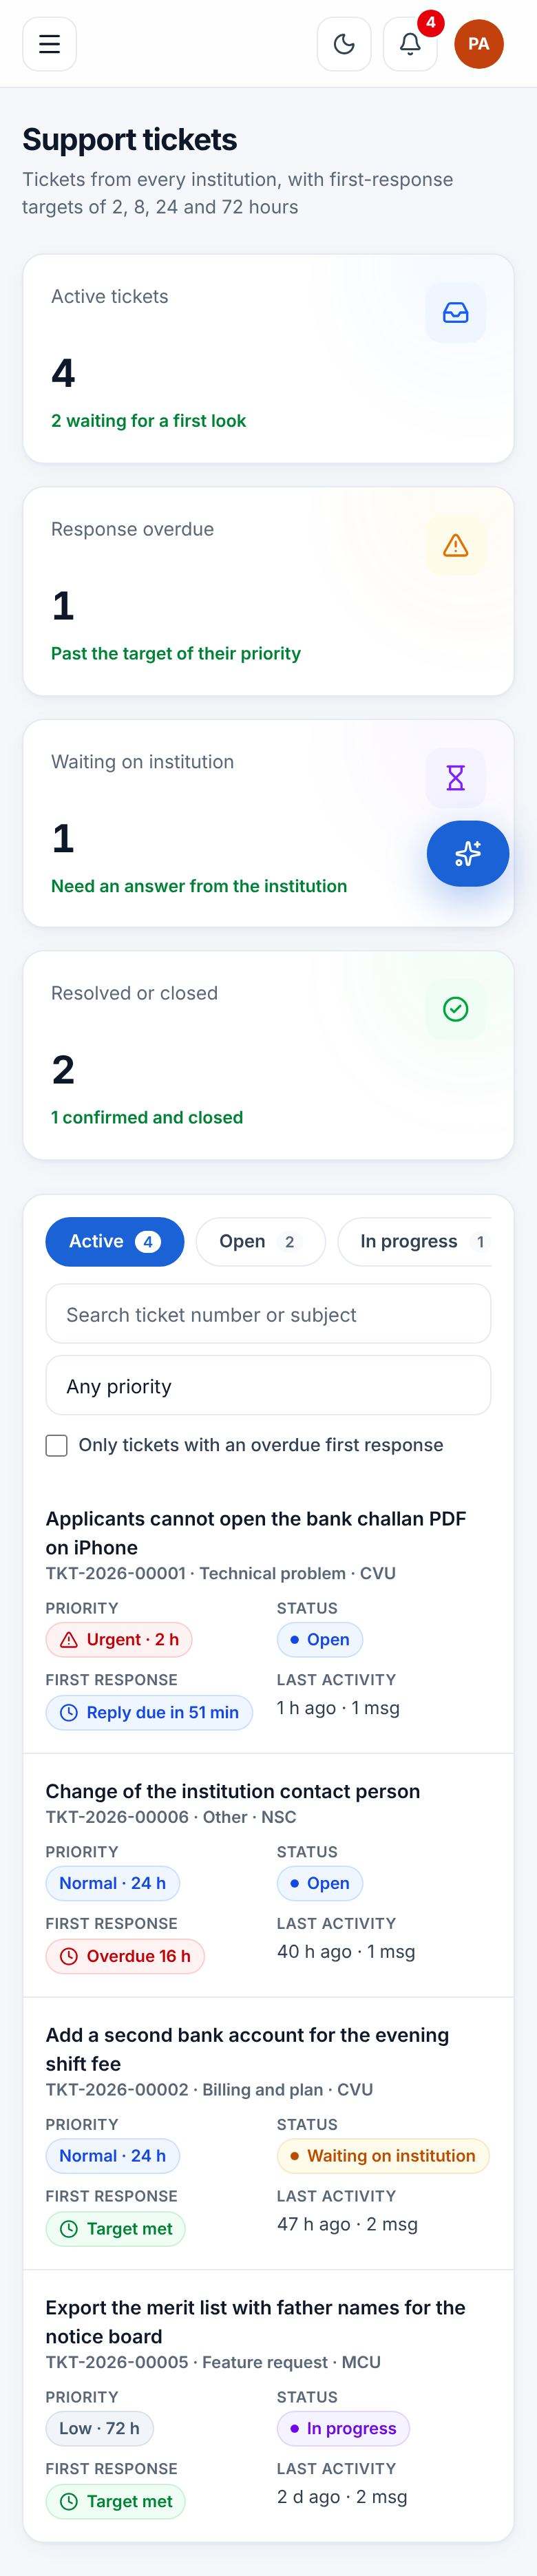 4
PA
Support tickets
Tickets from every institution, with first-response
targets of 2, 8, 24 and 72 hours
Active tickets
4
2 waiting for a first look
Response overdue
1
Past the target of their priority
Waiting on institution
1
Need an answer from the institution
Resolved or closed
2
1 confirmed and closed
Active 4 Open 2 In progress 1
Search ticket number or subject
Any priority
Only tickets with an overdue first response
Applicants cannot open the bank challan PDF
on iPhone
TKT-2026-00001 · Technical problem · CVU
PRIORITY STATUS
Urgent · 2 h Open
FIRST RESPONSE LAST ACTIVITY
Reply due in 51 min 1 h ago · 1 msg
Change of the institution contact person
TKT-2026-00006 · Other · NSC
PRIORITY STATUS
Normal · 24 h Open
FIRST RESPONSE LAST ACTIVITY
Overdue 16 h 40 h ago · 1 msg
Add a second bank account for the evening
shift fee
TKT-2026-00002 · Billing and plan · CVU
PRIORITY STATUS
Normal · 24 h Waiting on institution
FIRST RESPONSE LAST ACTIVITY
Target met 47 h ago · 2 msg
Export the merit list with father names for the
notice board
TKT-2026-00005 · Feature request · MCU
PRIORITY STATUS
Low · 72 h In progress
FIRST RESPONSE LAST ACTIVITY
Target met 2 d ago · 2 msg